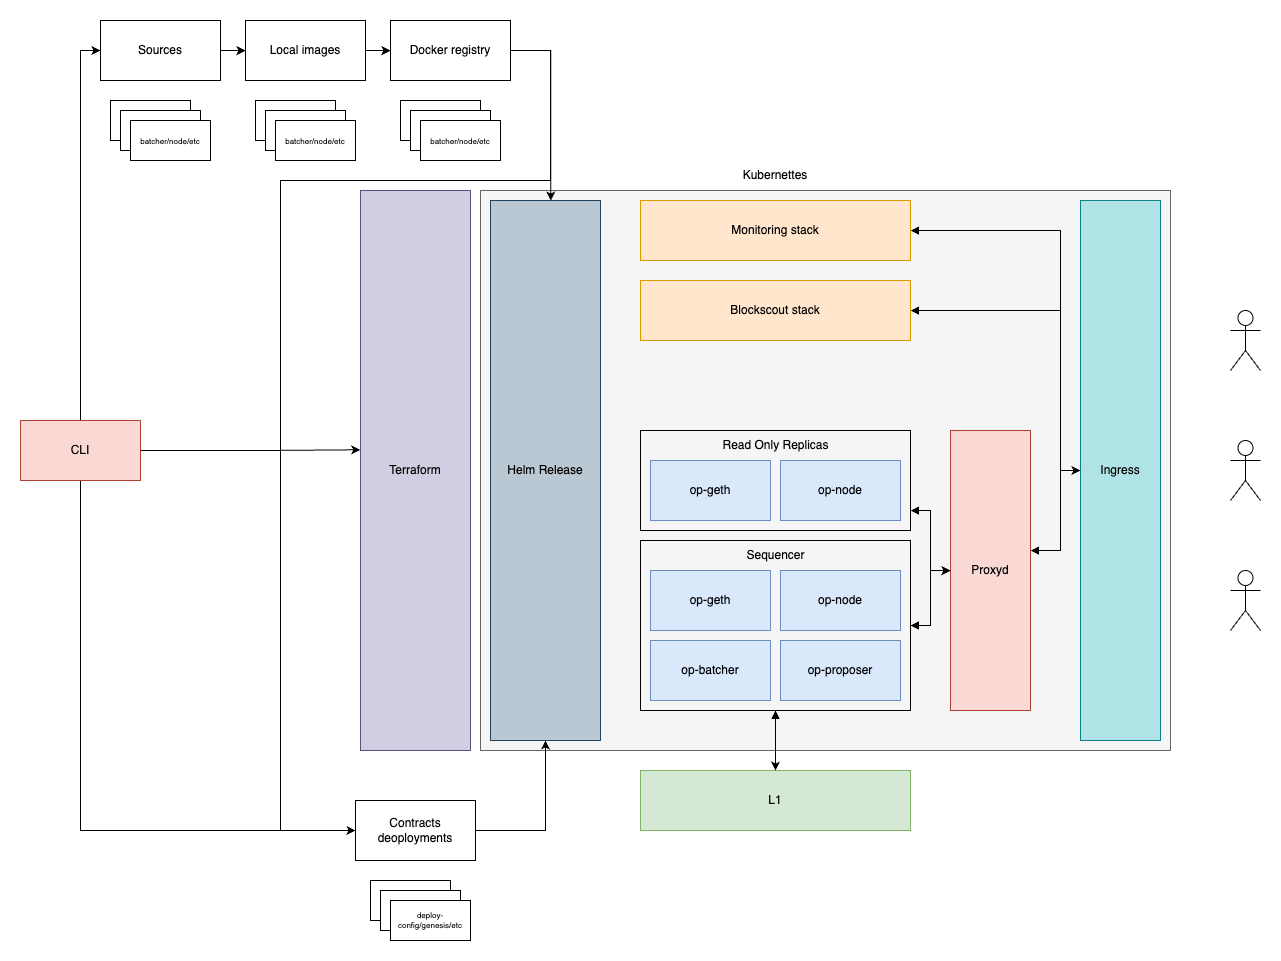 Sources
Local images
Docker registry
batcher/node/etc
batcher/node/etc
batcher/node/etc
Kubernettes
Monitoring stack
Blockscout stack
CLI
Terraform
Helm Release
Read Only Replicas
op-geth
op-node
Ingress
Sequencer
op-geth
op-node
Proxyd
op-batcher
op-proposer
L1
Contracts
deoployments
deploy-
config/genesis/etc